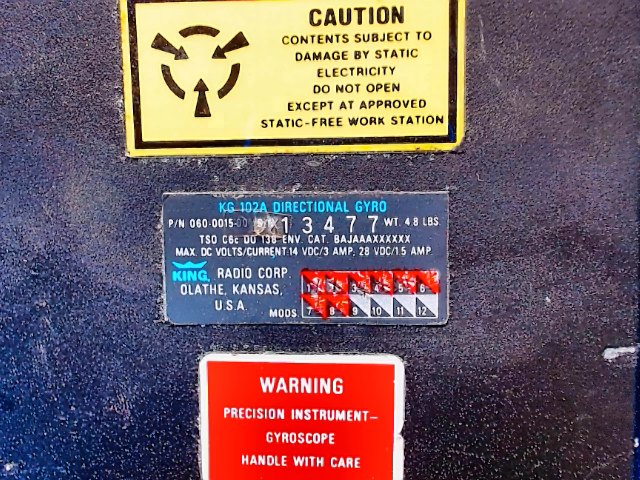 CAUTION
CONTENTS SUBJECT TO
DAMAGE BY STATIC
ELECTRICITY
DO NOT OPEN
EXCEPT AT APPROVED
STATIC-FREE WORK STATION
KG 102A DIRECTIONAL GYRO
P/N 060-0015- 13477 WT. 4.8 LBS
TSO C6c DO 138 ENV. CAT. BAJAAAXXXXXX
MAX. DC VOLTS/CURRENT:14 VDC/3 AMP, 28 VDC/1.5 AMP
KING RADIO CORP.
OLATHE, KANSAS,
U.S.A
MODS
1 2 3 4 5 6
7 8 9 10 11 12
WARNING
PRECISION INSTRUMENT—
GYROSCOPE
HANDLE WITH CARE